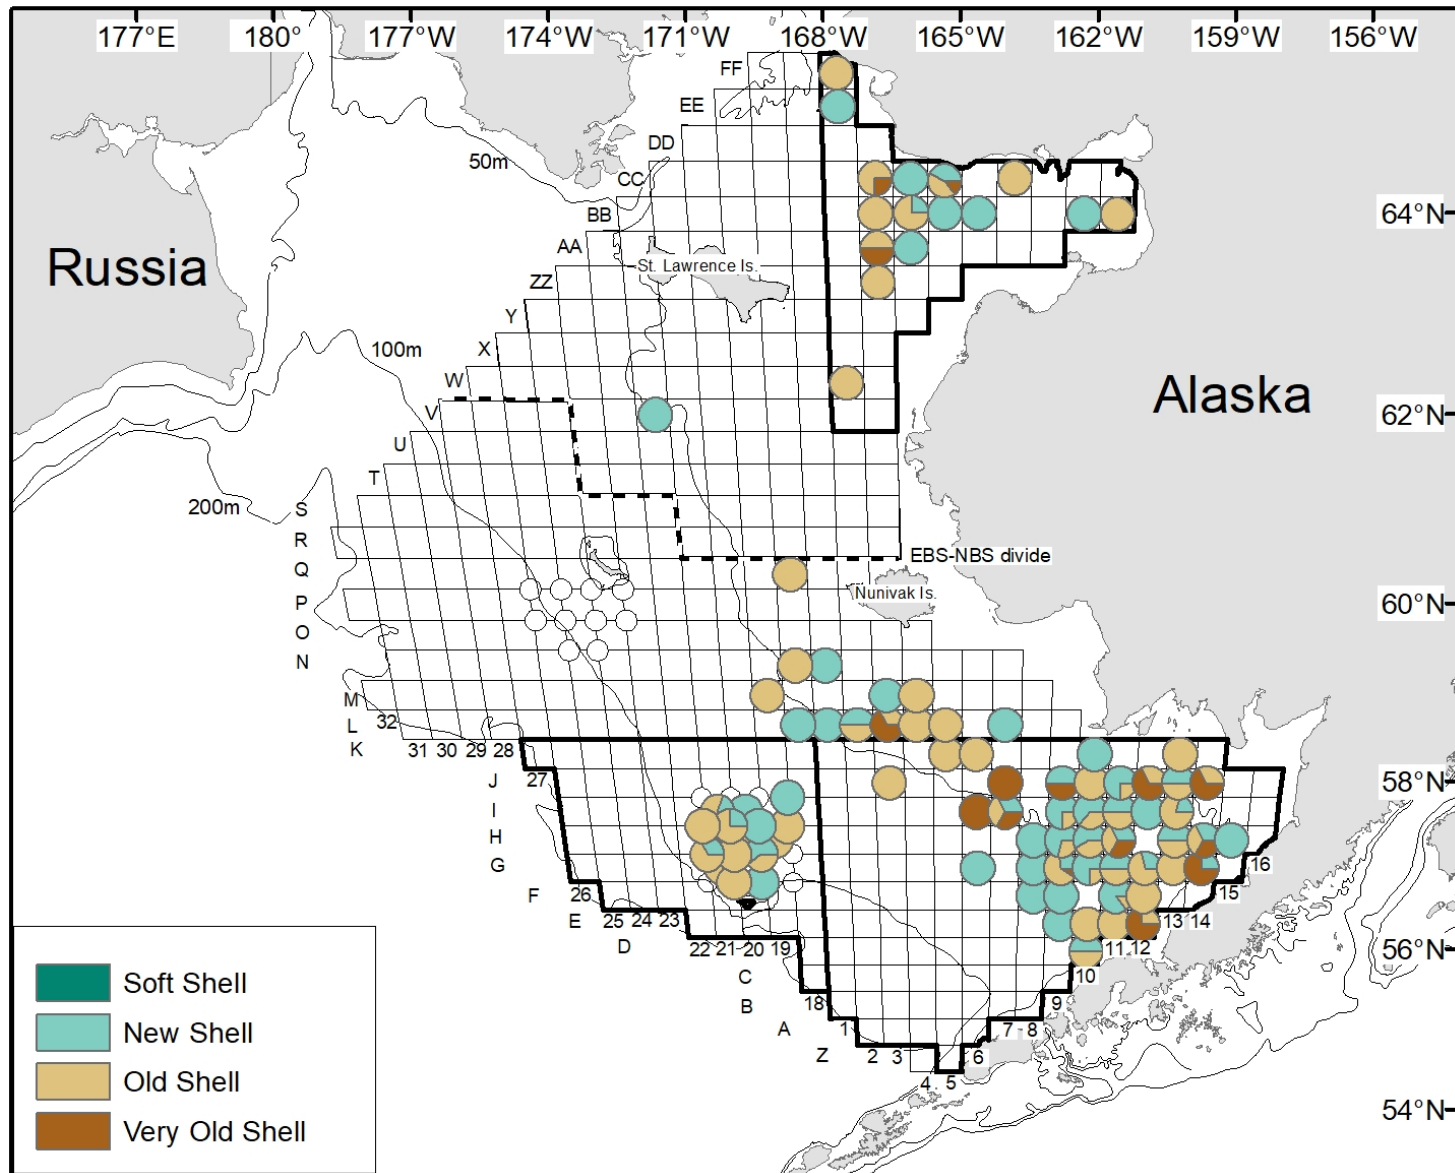 177°E 180° 177°W 174°W 171°W 168°W 165°W 162°W 159°W 156°W
FF
EE
DD
50m
CC
64°N
BB
AA
Russia
St. Lawrence Is.
ZZ
Y
X
100m
W
Alaska
V
62°N
U
T
200m
S
R
EBS-NBS divide
Q
Nunivak Is.
P
60°N
O
N
M
L
32
K
31 30 29 28
J
27
58°N
I
H
G
16
F
26
15
E
25 24 23
13 14
D
22 21 20 19
11 12
56°N
C
10
B
18
9
A
1
7 8
Z
2 3
6
4
5
54°N
Soft Shell
New Shell
Old Shell
Very Old Shell